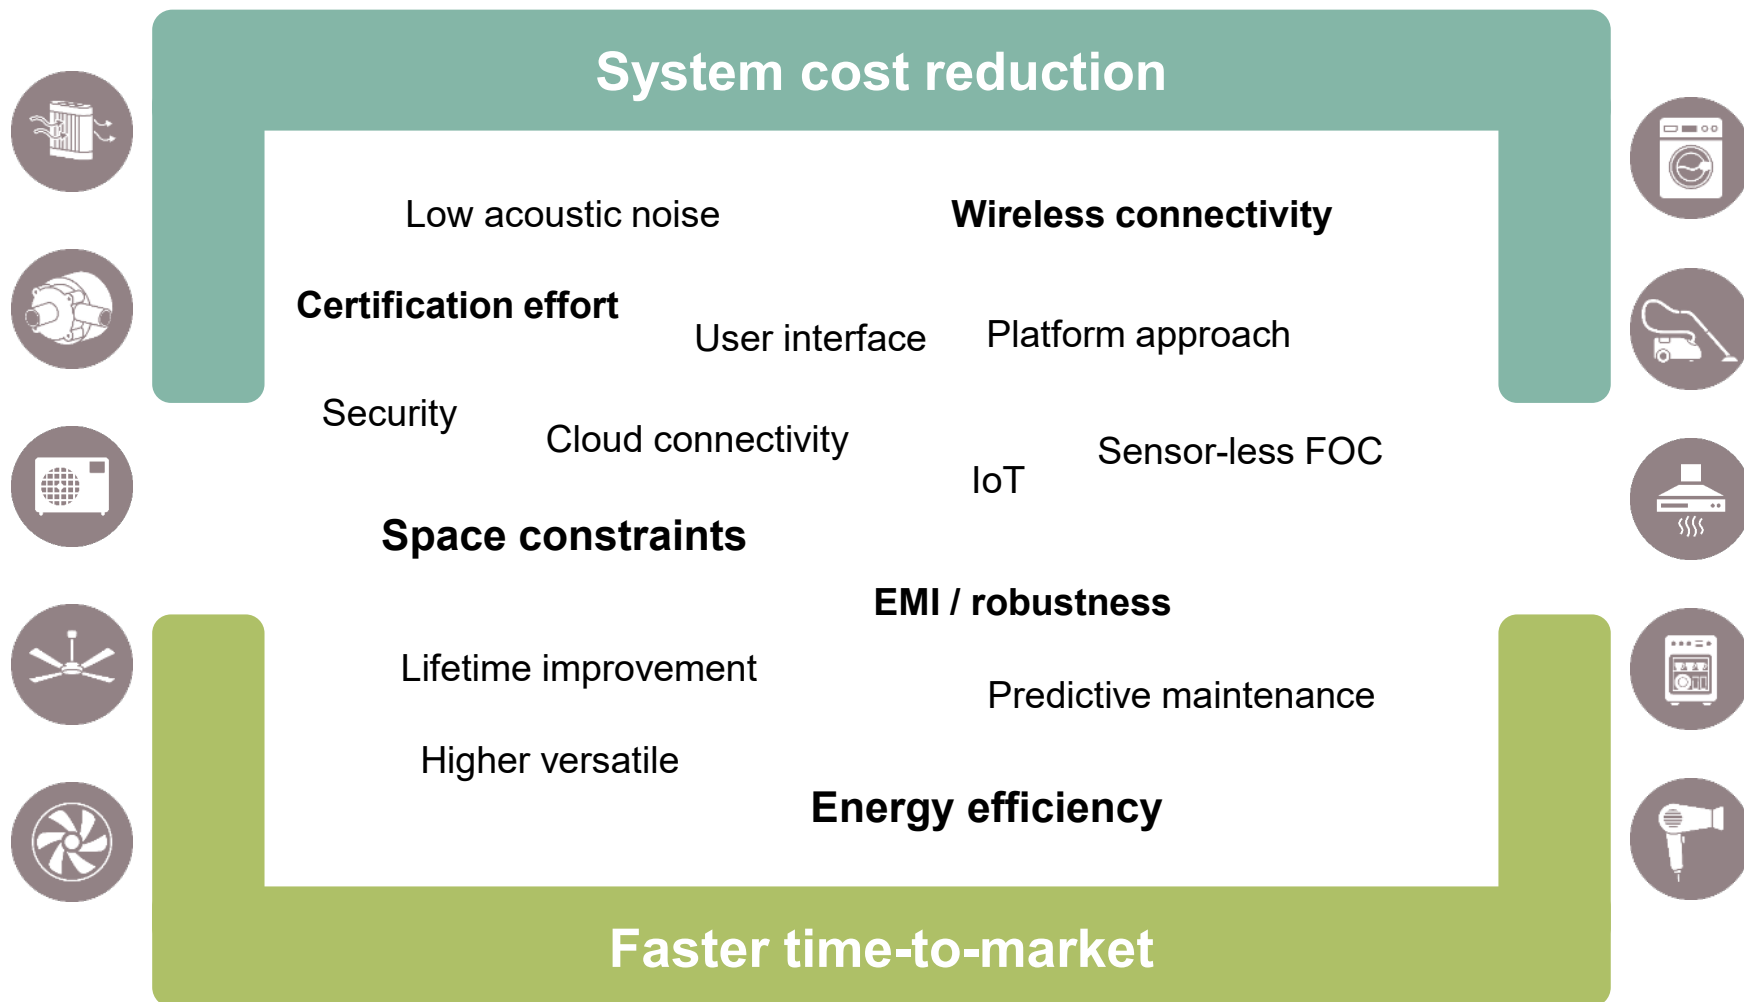 System cost reduction
Low acoustic noise
Wireless connectivity
Certification effort
User interface
Platform approach
Security
Cloud connectivity
IoT
Sensor-less FOC
Space constraints
EMI / robustness
Lifetime improvement
Predictive maintenance
Higher versatile
Energy efficiency
Faster time-to-market